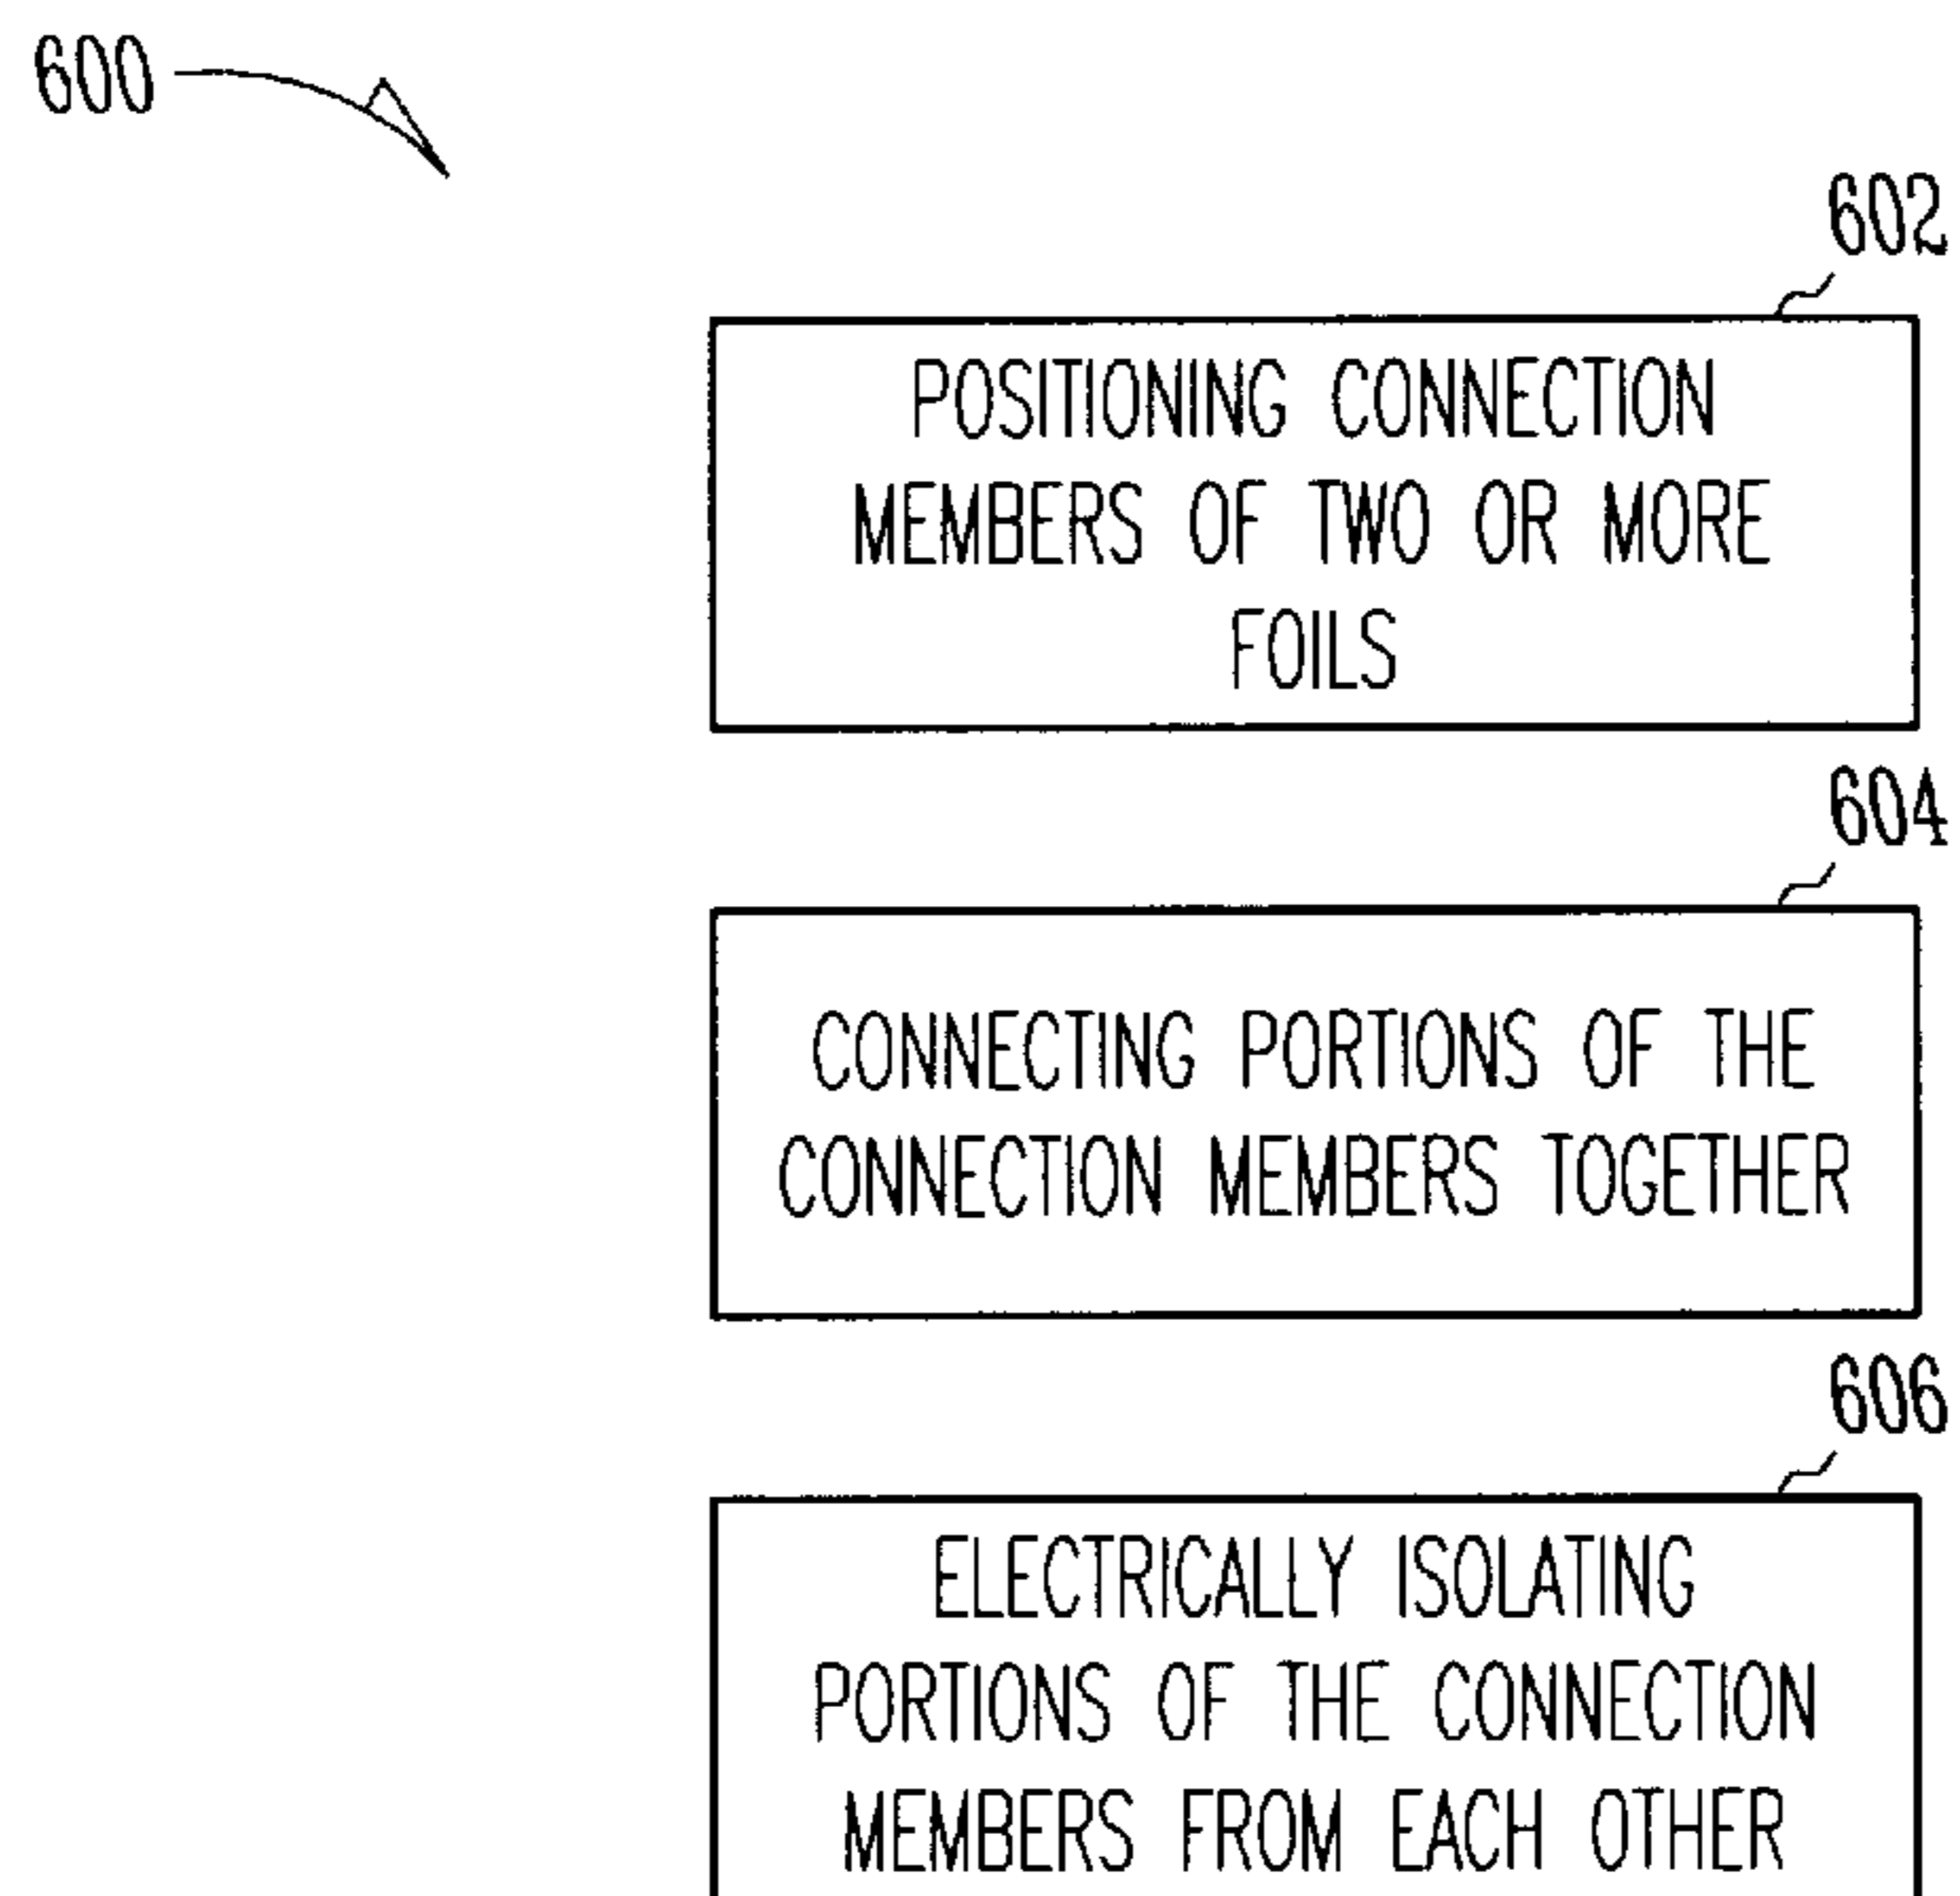 600
602
POSITIONING CONNECTION
MEMBERS OF TWO OR MORE
FOILS
604
CONNECTING PORTIONS OF THE
CONNECTION MEMBERS TOGETHER
606
ELECTRICALLY ISOLATING
PORTIONS OF THE CONNECTION
MEMBERS FROM EACH OTHER